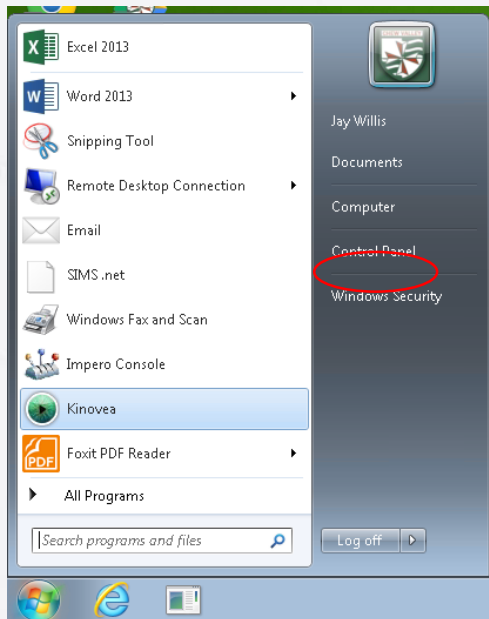 Excel 2013
Word 2013
Snipping Tool
Remote Desktop Connection
Email
SIMS .net
Windows Fax and Scan
Impero Console
Kinovea
PDF
Foxit PDF Reader
All Programs
Search programs and files
Jay Willis
Documents
Computer
Control Panel
Windows Security
Log off